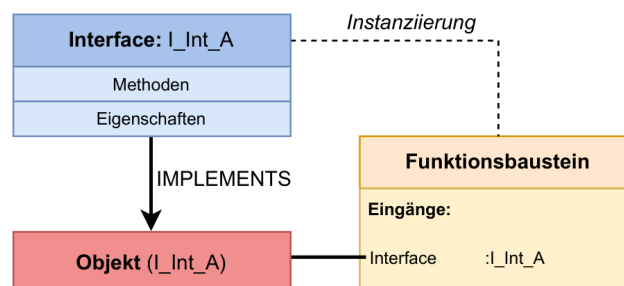 Instanziierung
Interface: I_Int_A
Methoden
Eigenschaften
IMPLEMENTS
Funktionsbaustein
Eingänge:
Interface :I_Int_A
Objekt (I_Int_A)